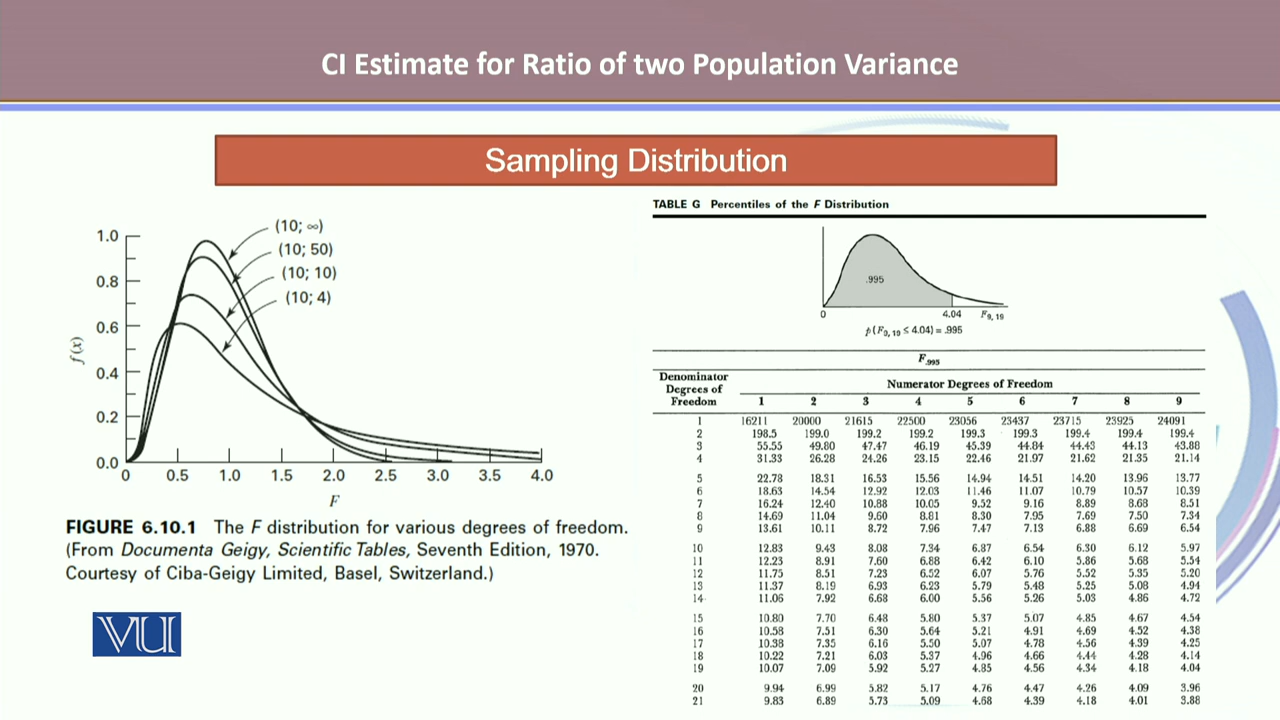 CI Estimate for Ratio of two Population Variance
Sampling Distribution
f(x)
1.0
0.8
0.6
0.4
0.2
0.0
(10; ∞)
(10; 50)
(10; 10)
(10; 4)
0 0.5 1.0 1.5 2.0 2.5 3.0 3.5 4.0
F
FIGURE 6.10.1 The F distribution for various degrees of freedom.
(From Documenta Geigy, Scientific Tables, Seventh Edition, 1970.
Courtesy of Ciba-Geigy Limited, Basel, Switzerland.)
VU
TABLE G Percentiles of the F Distribution
.995
0 4.04 F9, 19
p(F9, 19 ≤ 4.04) = .995
F.995
Denominator
Degrees of
Freedom
Numerator Degrees of Freedom
1 2 3 4 5 6 7 8 9
1 16211 20000 21615 22500 23056 23437 23715 23925 24091
2 198.5 199.0 199.2 199.2 199.3 199.3 199.4 199.4 199.4
3 55.55 49.80 47.47 46.19 45.39 44.84 44.43 44.13 43.88
4 31.33 26.28 24.26 23.15 22.46 21.97 21.62 21.35 21.14
5 22.78 18.31 16.53 15.56 14.94 14.51 14.20 13.96 13.77
6 18.63 14.54 12.92 12.03 11.46 11.07 10.79 10.57 10.39
7 16.24 12.40 10.88 10.05 9.52 9.16 8.89 8.68 8.51
8 14.69 11.04 9.60 8.81 8.30 7.95 7.69 7.50 7.34
9 13.61 10.11 8.72 7.96 7.47 7.13 6.88 6.69 6.54
10 12.83 9.43 8.08 7.34 6.87 6.54 6.30 6.12 5.97
11 12.23 8.91 7.60 6.88 6.42 6.10 5.86 5.68 5.54
12 11.75 8.51 7.23 6.52 6.07 5.76 5.52 5.35 5.20
13 11.37 8.19 6.93 6.23 5.79 5.48 5.25 5.08 4.94
14 11.06 7.92 6.68 6.00 5.56 5.26 5.03 4.86 4.72
15 10.80 7.70 6.48 5.80 5.37 5.07 4.85 4.67 4.54
16 10.58 7.51 6.30 5.64 5.21 4.91 4.69 4.52 4.38
17 10.38 7.35 6.16 5.50 5.07 4.78 4.56 4.39 4.25
18 10.22 7.21 6.03 5.37 4.96 4.66 4.44 4.28 4.14
19 10.07 7.09 5.92 5.27 4.85 4.56 4.34 4.18 4.04
20 9.94 6.99 5.82 5.17 4.76 4.47 4.26 4.09 3.96
21 9.83 6.89 5.73 5.09 4.68 4.39 4.18 4.01 3.88